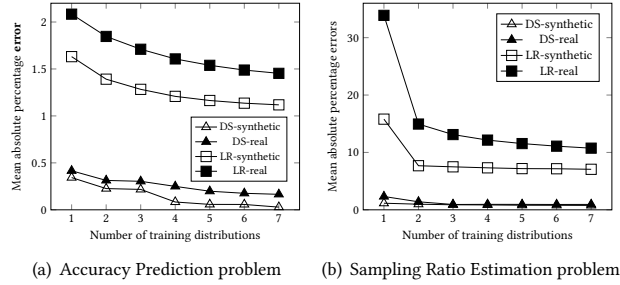 Mean absolute percentage error
2
1.5
1
0.5
0
1 2 3 4 5 6 7
Number of training distributions
DS-synthetic
DS-real
LR-synthetic
LR-real
(a) Accuracy Prediction problem
Mean absolute percentage errors
30
20
10
0
1 2 3 4 5 6 7
Number of training distributions
DS-synthetic
DS-real
LR-synthetic
LR-real
(b) Sampling Ratio Estimation problem